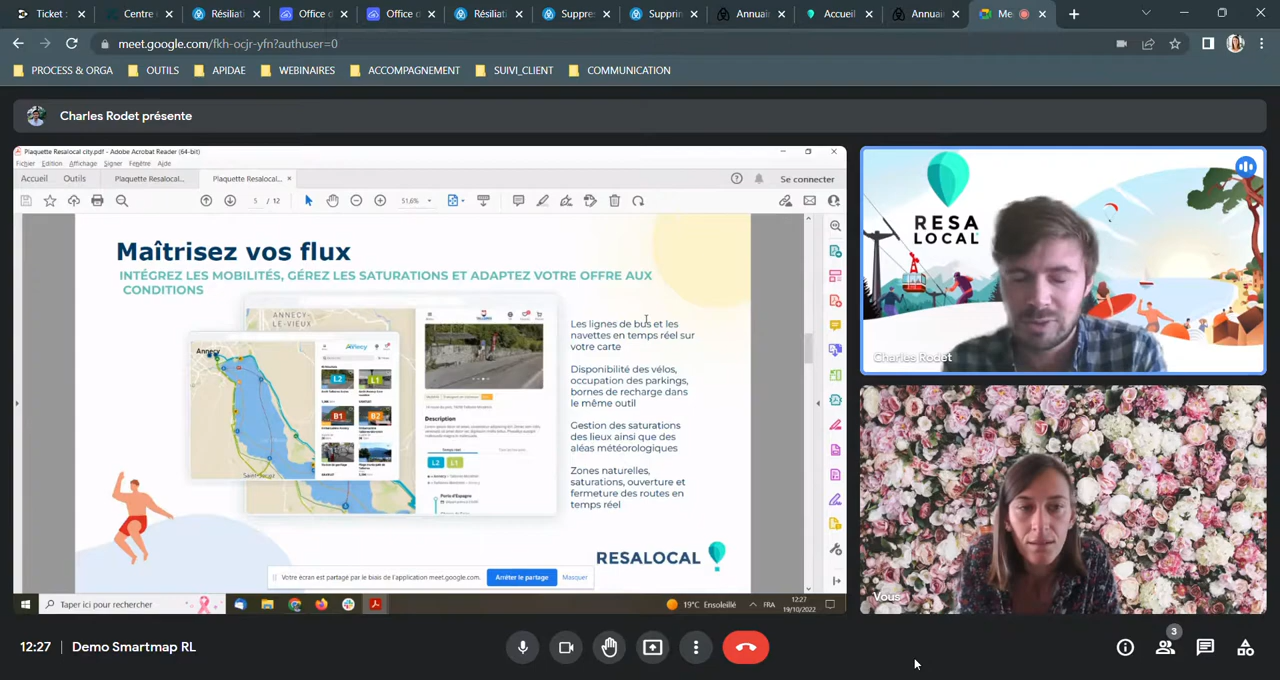 Ticket :
Centre
Résiliati
Office d
Office d
Résiliat
Suppre
Supprin
Annuair
Accueil
Annuai
Me
meet.google.com/fkh-ocjr-yfn?authuser=0
PROCESS & ORGA
OUTILS
APIDAE
WEBINAIRES
ACCOMPAGNEMENT
SUIVI_CLIENT
COMMUNICATION
Charles Rodet présente
Plaquette Resalocal city.pdf - Adobe Acrobat Reader (64-bit)
Fichier Edition Affichage Signer Fenêtre Aide
Accueil
Outils
Plaquette Resalocal...
Plaquette Resalocal...
Se connecter
5 / 12
51,6%
Maîtrisez vos flux
INTÉGREZ LES MOBILITÉS, GÉREZ LES SATURATIONS ET ADAPTEZ VOTRE OFFRE AUX
CONDITIONS
ANNECY
LE-VIEUX
Annecy
Annecy
L2
L1
B1
B2
Description
L2
L1
Les lignes de bus et les
navettes en temps réel sur
votre carte
Disponibilité des vélos,
occupation des parkings,
bornes de recharge dans
le même outil
Gestion des saturations
des lieux ainsi que des
aléas météorologiques
Zones naturelles,
saturations, ouverture et
fermeture des routes en
temps réel
RESALOCAL
Votre écran est partagé par le biais de l'application meet.google.com.
Arrêter le partage
Masquer
Taper ici pour rechercher
19°C Ensoleillé
FRA
12:27
19/10/2022
RESA
LOCAL
Charles Rodet
Vous
12:27
Demo Smartmap RL
3